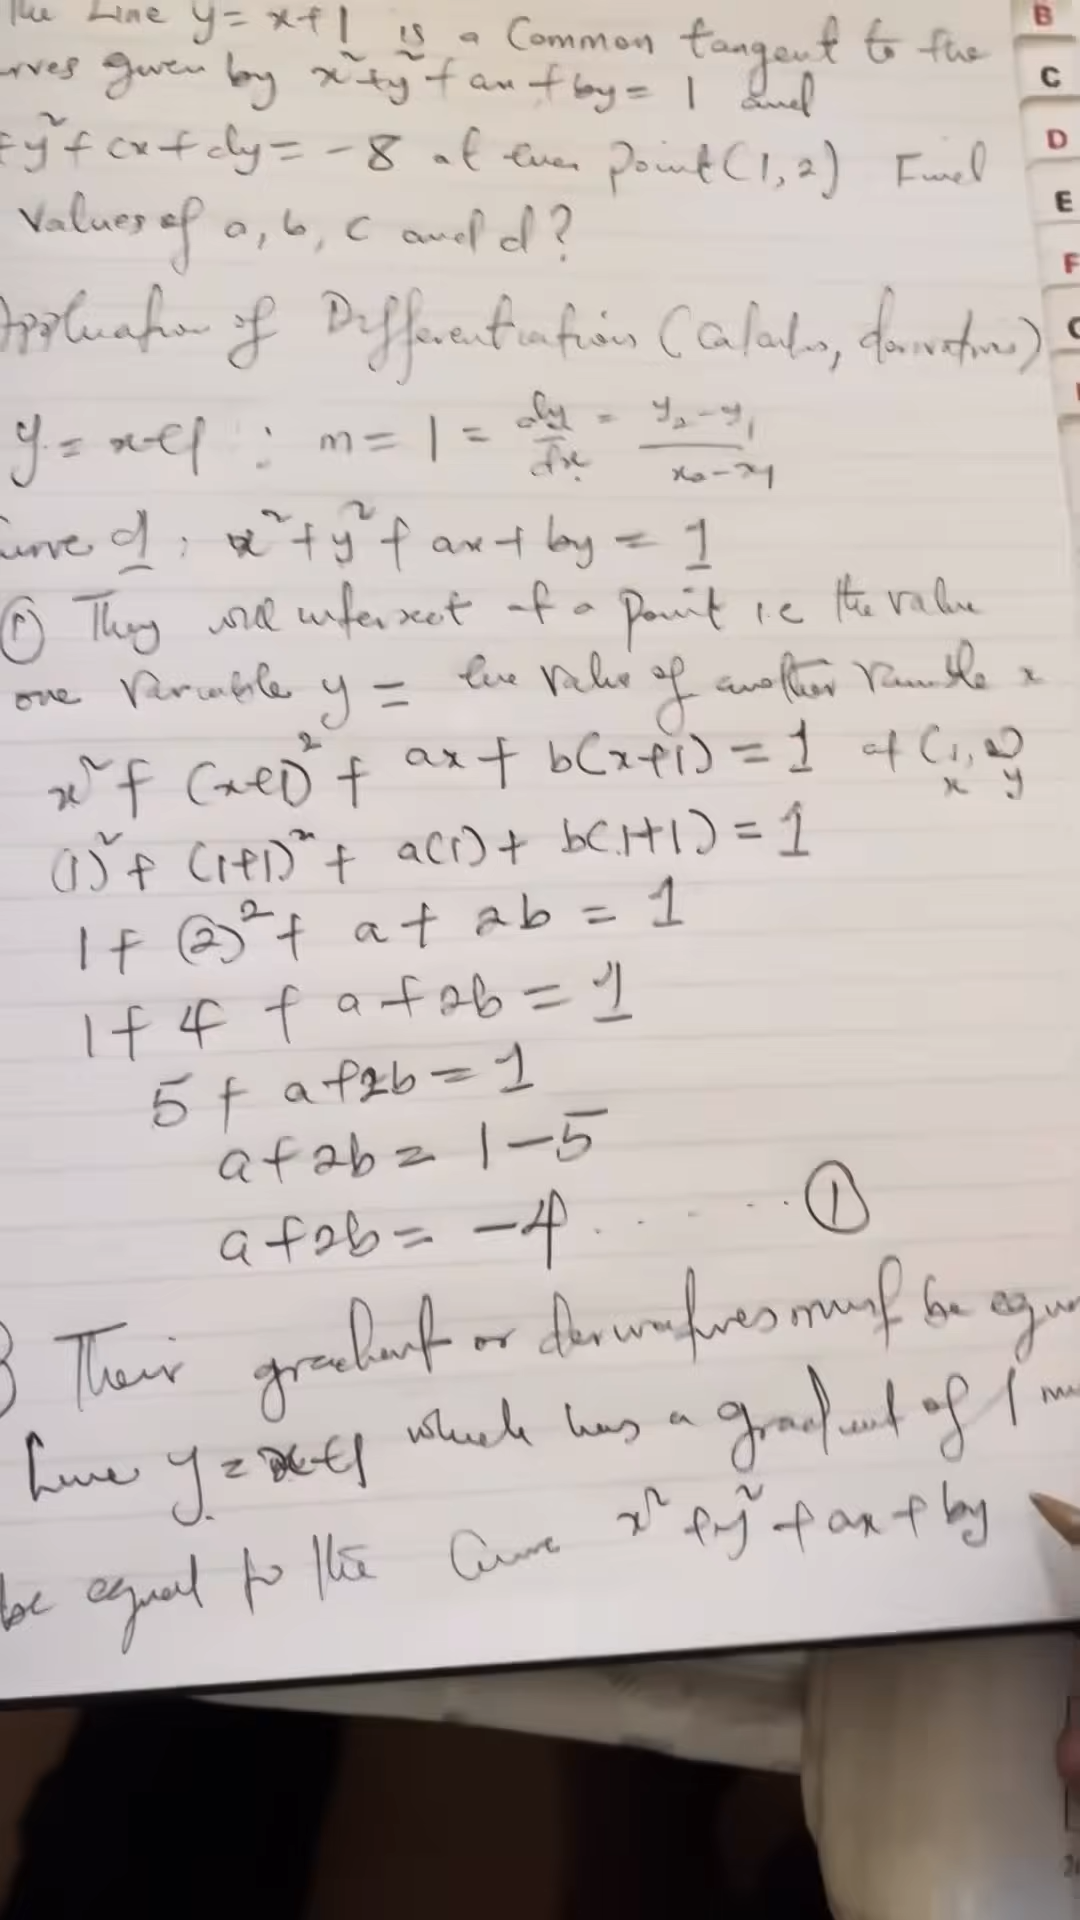 The Line y = x+1 is a Common tangent to the
rves given by x²+y²+ax+by = 1 and
+y²+cx+dy = -8 at the point (1,2) Find
Values of a, b, c and d?
Application of Differentiation (Calculus, derivatives)
y = x+1 : m = 1 = dy/dx = y₂-y₁/x₂-x₁
urve 1: x²+y²+ax+by = 1
① They will intersect at a point i.e the value
one variable y = the value of another variable x
x²+(x+1)²+ax+b(x+1) = 1 at (1,2)
x y
(1)²+(1+1)²+a(1)+b(1+1) = 1
1+(2)²+a+2b = 1
1+4+a+2b = 1
5+a+2b = 1
a+2b = 1-5
a+2b = -4 ...... ①
Their gradient or derivatives must be equa
Line y = x+1 which has a gradient of 1 mu
be equal to the Curve x²+y²+ax+by
B
C
D
E
F